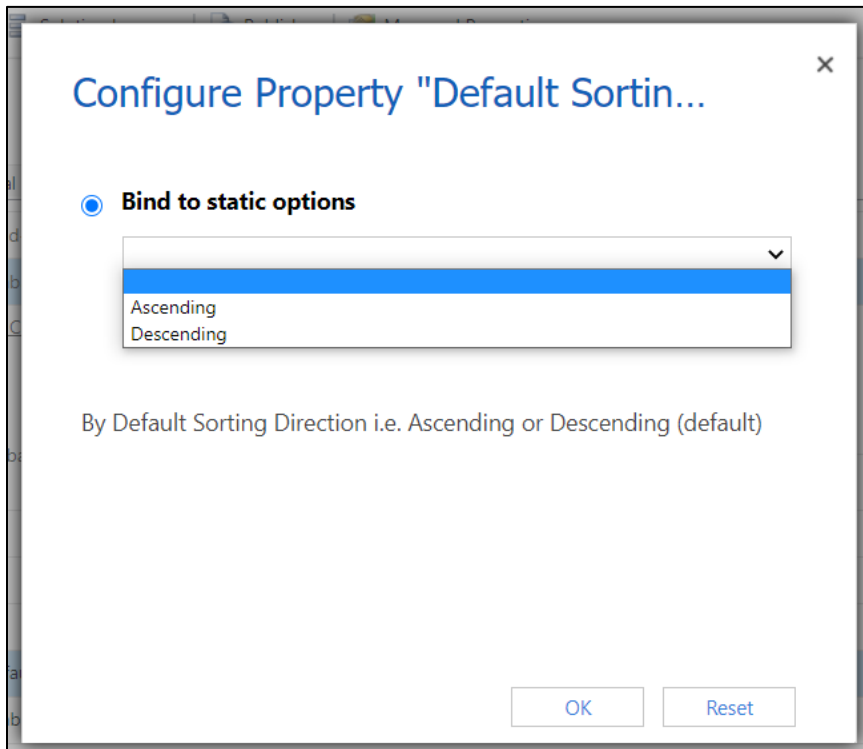 Configure Property "Default Sortin...
Bind to static options
Ascending
Descending
By Default Sorting Direction i.e. Ascending or Descending (default)
OK
Reset